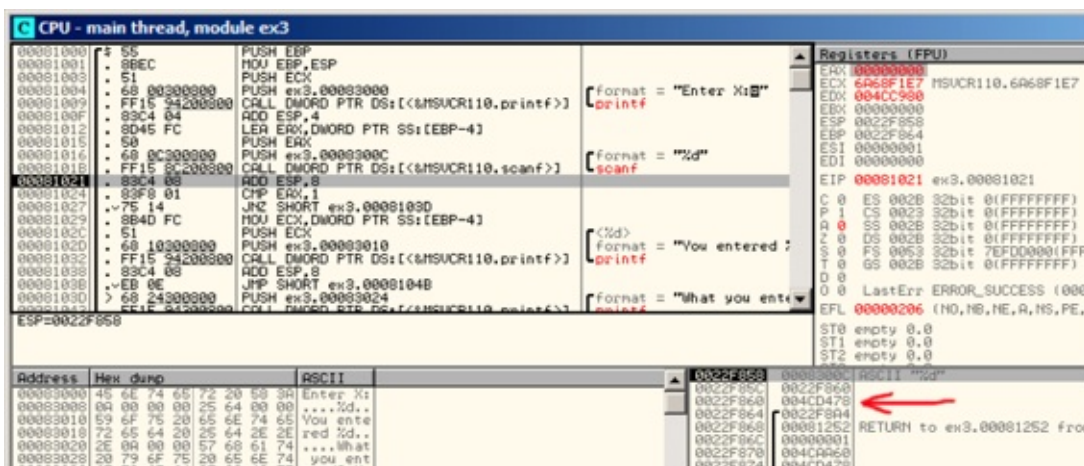 CPU - main thread, module ex3
00081000 $ 55 PUSH EBP
00081001 . 8BEC MOV EBP,ESP
00081003 . 51 PUSH ECX
00081004 . 68 00300800 PUSH ex3.00083000 format = "Enter X:
00081009 . FF15 94200800 CALL DWORD PTR DS:[<&MSVCR110.printf>] printf
0008100F . 83C4 04 ADD ESP,4
00081012 . 8D45 FC LEA EAX,DWORD PTR SS:[EBP-4]
00081015 . 50 PUSH EAX
00081016 . 68 0C300800 PUSH ex3.0008300C format = "%d"
0008101B . FF15 8C200800 CALL DWORD PTR DS:[<&MSVCR110.scanf>] scanf
00081021 . 83C4 08 ADD ESP,8
00081024 . 83F8 01 CMP EAX,1
00081027 . 75 14 JNZ SHORT ex3.0008103D
00081029 . 8B4D FC MOV ECX,DWORD PTR SS:[EBP-4]
0008102C . 51 PUSH ECX <%d>
0008102D . 68 10300800 PUSH ex3.00083010 format = "You entered
00081032 . FF15 94200800 CALL DWORD PTR DS:[<&MSVCR110.printf>] printf
00081038 . 83C4 08 ADD ESP,8
0008103B . EB 0E JMP SHORT ex3.0008104B
0008103D > 68 24300800 PUSH ex3.00083024 format = "What you ente
ESP=0022F858
Registers (FPU)
EAX 00000000
ECX 6A68F1E7 MSVCR110.6A68F1E7
EDX 004CC980
EBX 00000000
ESP 0022F858
EBP 0022F864
ESI 00000001
EDI 00000000
EIP 00081021 ex3.00081021
C 0 ES 002B 32bit 0(FFFFFFFF)
P 1 CS 0023 32bit 0(FFFFFFFF)
A 0 SS 002B 32bit 0(FFFFFFFF)
Z 0 DS 002B 32bit 0(FFFFFFFF)
S 0 FS 0053 32bit 7EFDD000(FFF
T 0 GS 002B 32bit 0(FFFFFFFF)
D 0
O 0 LastErr ERROR_SUCCESS (000
EFL 00000206 (NO,NB,NE,A,NS,PE,
ST0 empty 0.0
ST1 empty 0.0
ST2 empty 0.0
Address Hex dump ASCII
00083000 45 6E 74 65 72 20 58 3A Enter X:
00083008 0A 00 00 00 25 64 00 00 ....%d..
00083010 59 6F 75 20 65 6E 74 65 You ente
00083018 72 65 64 20 25 64 2E 2E red %d..
00083020 2E 0A 00 00 57 68 61 74 ....What
00083028 20 79 6F 75 20 65 6E 74 you ent
0022F858 0008300C ASCII "%d"
0022F85C 0022F860
0022F860 004CD478
0022F864 0022F8A4
0022F868 00081252 RETURN to ex3.00081252 fro
0022F86C 00000001
0022F870 004CAA60
0022F874 004CD478